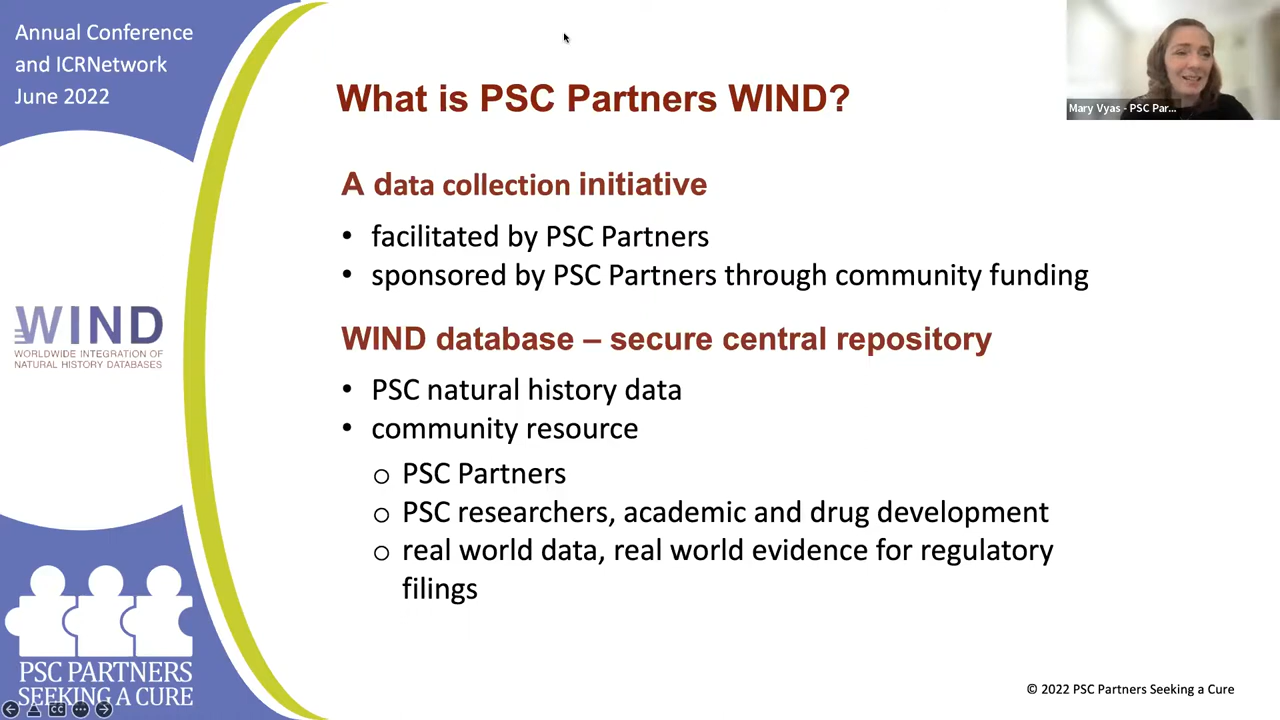 Annual Conference
and ICRNetwork
June 2022
What is PSC Partners WIND?
Mary Vyas - PSC Par...
A data collection initiative
• facilitated by PSC Partners
• sponsored by PSC Partners through community funding
WIND
WORLDWIDE INTEGRATION OF
NATURAL HISTORY DATABASES
WIND database – secure central repository
• PSC natural history data
• community resource
o PSC Partners
o PSC researchers, academic and drug development
o real world data, real world evidence for regulatory
filings
PSC PARTNERS
SEEKING A CURE
CC
© 2022 PSC Partners Seeking a Cure